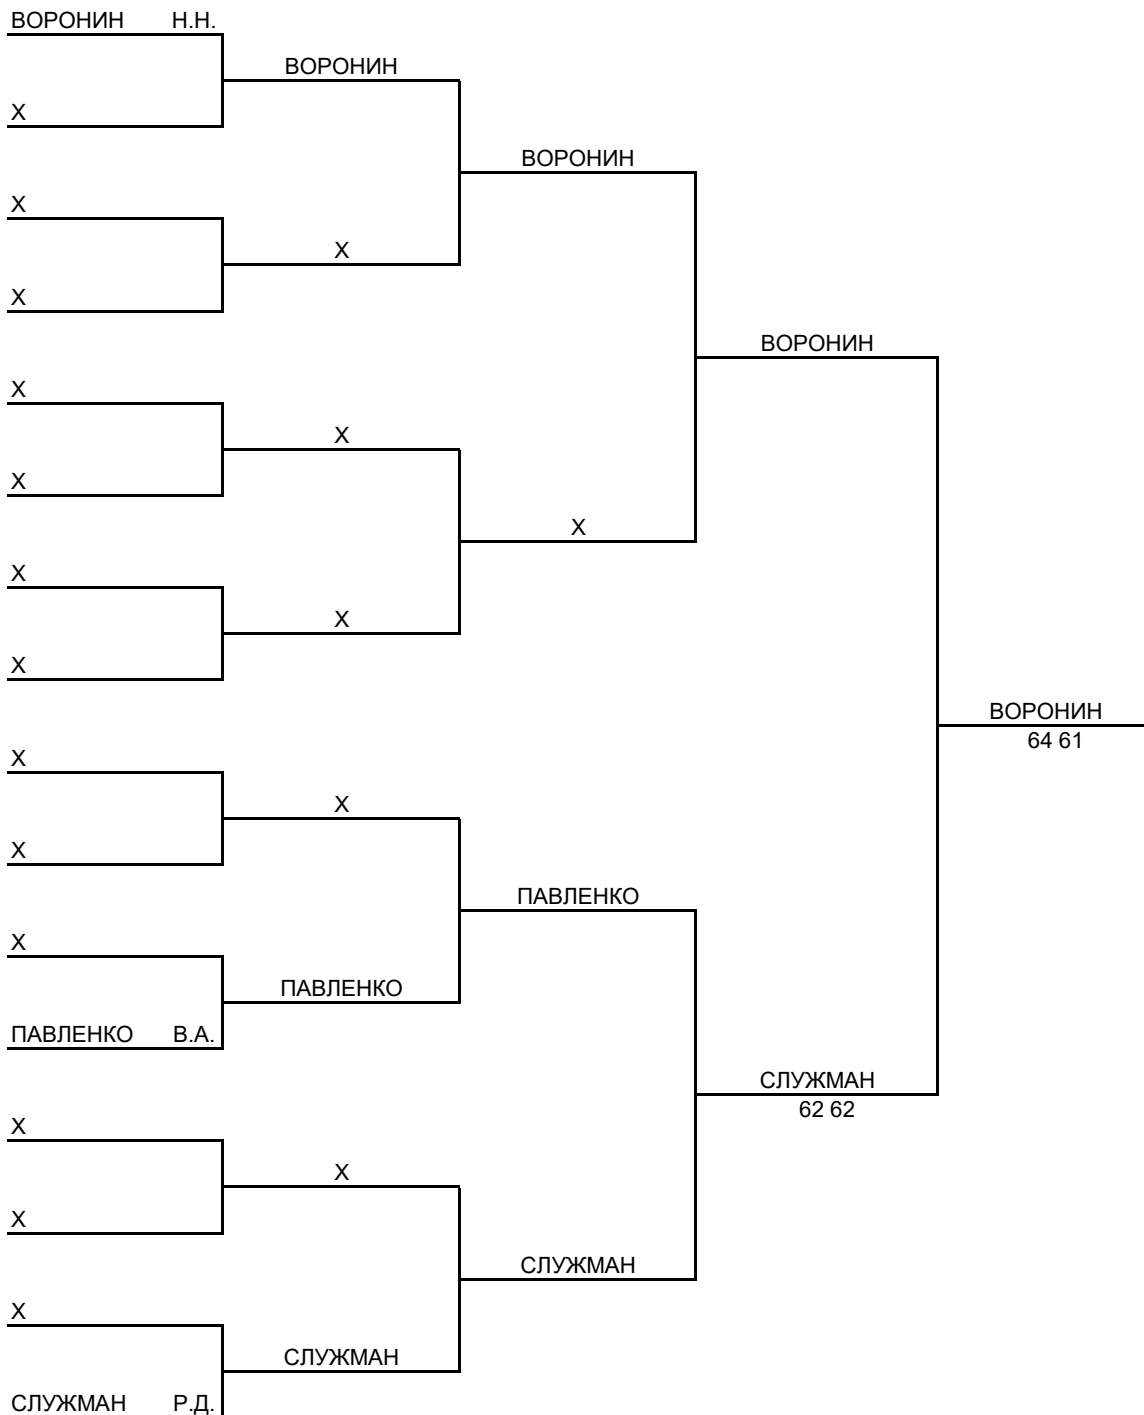 ВОРОНИН Н.Н.
ВОРОНИН
X
ВОРОНИН
X
X
X
ВОРОНИН
X
X
X
X
X
X
X
ВОРОНИН
64 61
X
X
X
ПАВЛЕНКО
X
ПАВЛЕНКО
ПАВЛЕНКО В.А.
СЛУЖМАН
62 62
X
X
X
СЛУЖМАН
X
СЛУЖМАН
СЛУЖМАН Р.Д.